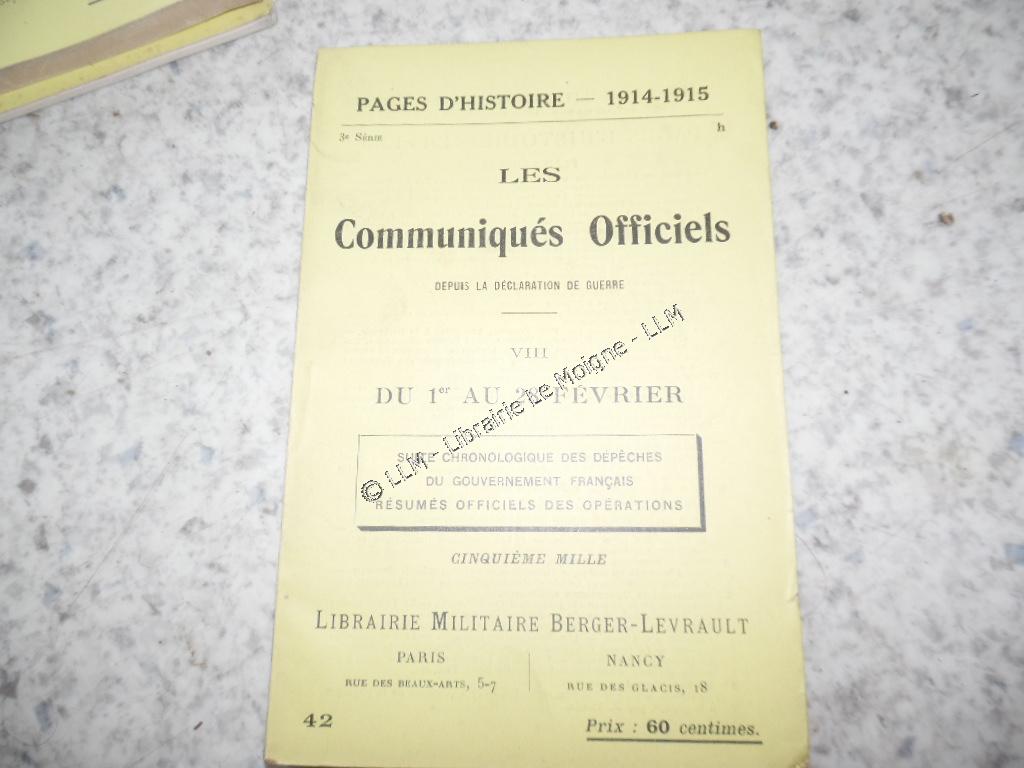 PAGES D'HISTOIRE — 1914-1915
3e Série h
LES
Communiqués Officiels
DEPUIS LA DÉCLARATION DE GUERRE
VIII
DU 1er AU 28 FÉVRIER
SUITE CHRONOLOGIQUE DES DÉPÊCHES
DU GOUVERNEMENT FRANÇAIS
RÉSUMÉS OFFICIELS DES OPÉRATIONS
CINQUIÈME MILLE
LIBRAIRIE MILITAIRE BERGER-LEVRAULT
PARIS
RUE DES BEAUX-ARTS, 5-7
NANCY
RUE DES GLACIS, 18
42
Prix : 60 centimes.
© LLM - Librairie Le Moigne - LLM